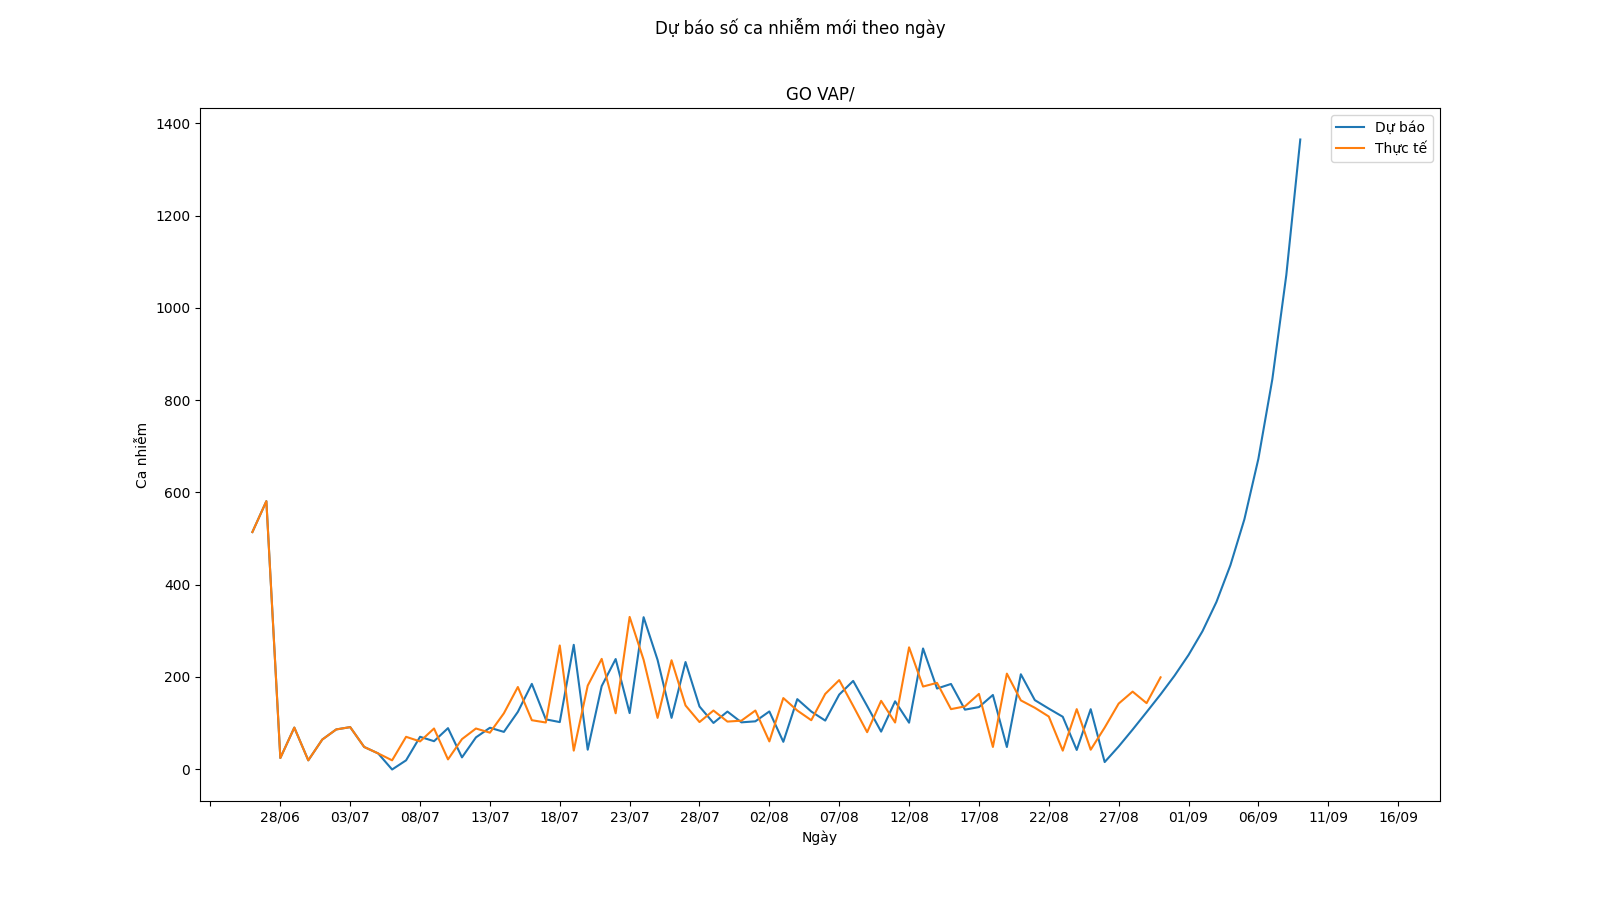 Dự báo số ca nhiễm mới theo ngày
GO VAP/
Dự báo
Thực tế
Ca nhiễm
1400
1200
1000
800
600
400
200
0
28/06 03/07 08/07 13/07 18/07 23/07 28/07 02/08 07/08 12/08 17/08 22/08 27/08 01/09 06/09 11/09 16/09
Ngày